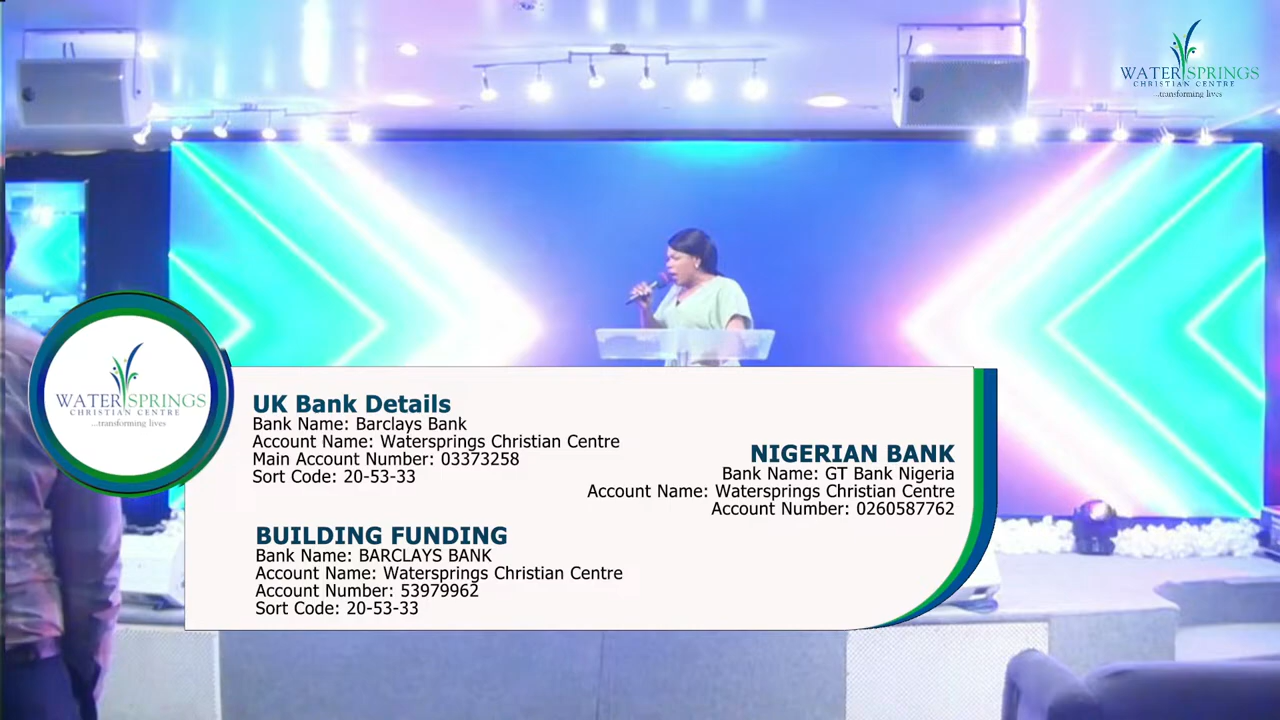 WATERSPRINGS
CHRISTIAN CENTRE
...transforming lives
WATERSPRINGS
CHRISTIAN CENTRE
...transforming lives
UK Bank Details
Bank Name: Barclays Bank
Account Name: Watersprings Christian Centre
Main Account Number: 03373258
Sort Code: 20-53-33
NIGERIAN BANK
Bank Name: GT Bank Nigeria
Account Name: Watersprings Christian Centre
Account Number: 0260587762
BUILDING FUNDING
Bank Name: BARCLAYS BANK
Account Name: Watersprings Christian Centre
Account Number: 53979962
Sort Code: 20-53-33